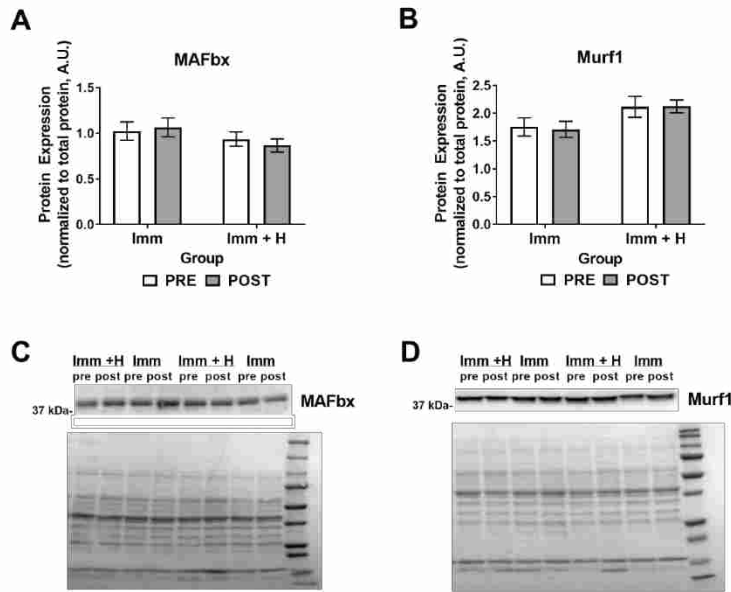 A
MAFbx
Protein Expression
(normalized to total protein, A.U.)
1.5
1.0
0.5
0.0
Imm
Imm + H
Group
PRE
POST
B
Murf1
Protein Expression
(normalized to total protein, A.U.)
2.5
2.0
1.5
1.0
0.5
0.0
Imm
Imm + H
Group
PRE
POST
C
Imm +H Imm Imm + H Imm
pre post pre post pre post pre post
37 kDa-
MAFbx
D
Imm + H Imm Imm + H Imm
pre post pre post pre post pre post
37 kDa-
Murf1